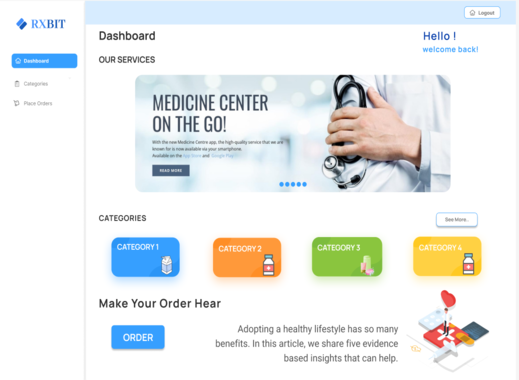 RXBIT
Logout
Dashboard
Categories
Place Orders
Dashboard
Hello !
welcome back!
OUR SERVICES
MEDICINE CENTER
ON THE GO!
With the new Medicine Centre app, the high-quality service that we are
known for is now available via your smartphone.
Available on the App Store and Google Play.
READ MORE
CATEGORIES
See More..
CATEGORY 1
CATEGORY 2
CATEGORY 3
CATEGORY 4
Make Your Order Hear
ORDER
Adopting a healthy lifestyle has so many
benefits. In this article, we share five evidence
based insights that can help.